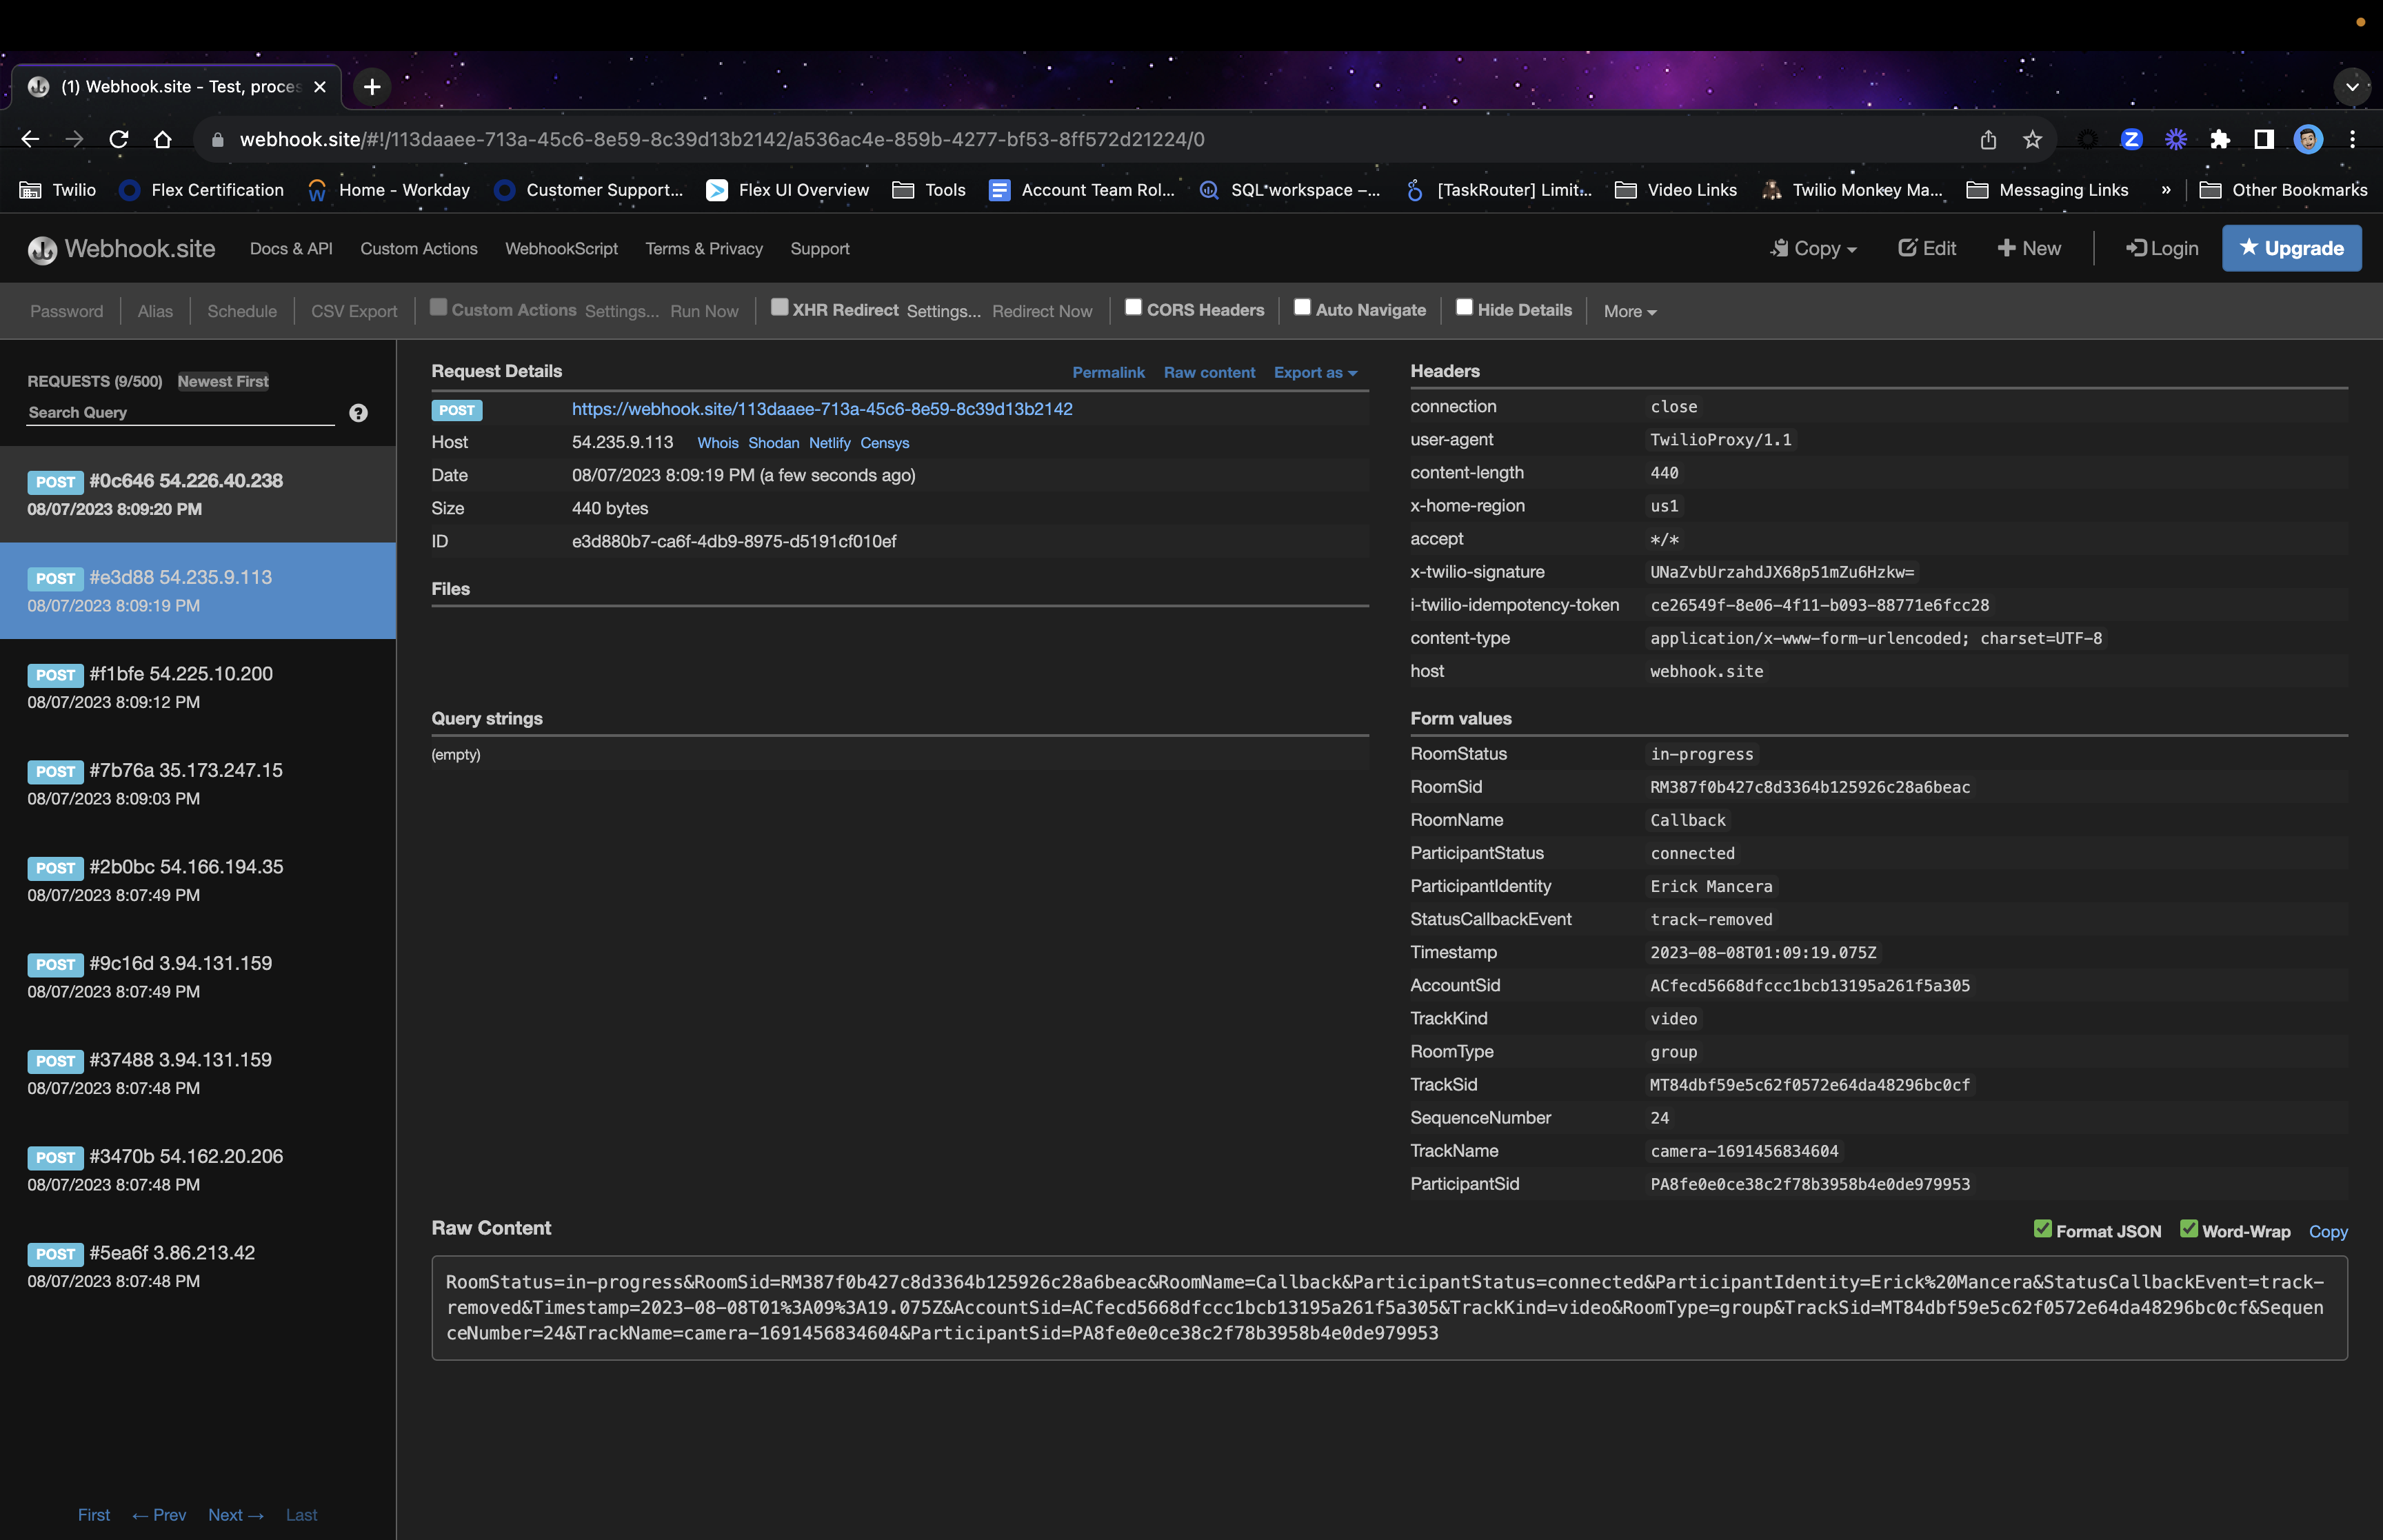 (1) Webhook.site - Test, proces
webhook.site/#!/113daaee-713a-45c6-8e59-8c39d13b2142/a536ac4e-859b-4277-bf53-8ff572d21224/0
Twilio Flex Certification Home - Workday Customer Support... Flex UI Overview Tools Account Team Rol... SQL workspace –... [TaskRouter] Limit... Video Links Twilio Monkey Ma... Messaging Links » Other Bookmarks
Webhook.site Docs & API Custom Actions WebhookScript Terms & Privacy Support Copy Edit New Login Upgrade
Password Alias Schedule CSV Export Custom Actions Settings... Run Now XHR Redirect Settings... Redirect Now CORS Headers Auto Navigate Hide Details More
REQUESTS (9/500) Newest First
Search Query
POST #0c646 54.226.40.238
08/07/2023 8:09:20 PM
POST #e3d88 54.235.9.113
08/07/2023 8:09:19 PM
POST #f1bfe 54.225.10.200
08/07/2023 8:09:12 PM
POST #7b76a 35.173.247.15
08/07/2023 8:09:03 PM
POST #2b0bc 54.166.194.35
08/07/2023 8:07:49 PM
POST #9c16d 3.94.131.159
08/07/2023 8:07:49 PM
POST #37488 3.94.131.159
08/07/2023 8:07:48 PM
POST #3470b 54.162.20.206
08/07/2023 8:07:48 PM
POST #5ea6f 3.86.213.42
08/07/2023 8:07:48 PM
First ← Prev Next → Last
Request Details Permalink Raw content Export as
POST https://webhook.site/113daaee-713a-45c6-8e59-8c39d13b2142
Host 54.235.9.113 Whois Shodan Netlify Censys
Date 08/07/2023 8:09:19 PM (a few seconds ago)
Size 440 bytes
ID e3d880b7-ca6f-4db9-8975-d5191cf010ef
Files
Query strings
(empty)
Headers
connection close
user-agent TwilioProxy/1.1
content-length 440
x-home-region us1
accept */*
x-twilio-signature UNaZvbUrzahdJX68p51mZu6Hzkw=
i-twilio-idempotency-token ce26549f-8e06-4f11-b093-88771e6fcc28
content-type application/x-www-form-urlencoded; charset=UTF-8
host webhook.site
Form values
RoomStatus in-progress
RoomSid RM387f0b427c8d3364b125926c28a6beac
RoomName Callback
ParticipantStatus connected
ParticipantIdentity Erick Mancera
StatusCallbackEvent track-removed
Timestamp 2023-08-08T01:09:19.075Z
AccountSid ACfecd5668dfccc1bcb13195a261f5a305
TrackKind video
RoomType group
TrackSid MT84dbf59e5c62f0572e64da48296bc0cf
SequenceNumber 24
TrackName camera-1691456834604
ParticipantSid PA8fe0e0ce38c2f78b3958b4e0de979953
Raw Content Format JSON Word-Wrap Copy
RoomStatus=in-progress&RoomSid=RM387f0b427c8d3364b125926c28a6beac&RoomName=Callback&ParticipantStatus=connected&ParticipantIdentity=Erick%20Mancera&StatusCallbackEvent=track-
removed&Timestamp=2023-08-08T01%3A09%3A19.075Z&AccountSid=ACfecd5668dfccc1bcb13195a261f5a305&TrackKind=video&RoomType=group&TrackSid=MT84dbf59e5c62f0572e64da48296bc0cf&Sequen
ceNumber=24&TrackName=camera-1691456834604&ParticipantSid=PA8fe0e0ce38c2f78b3958b4e0de979953